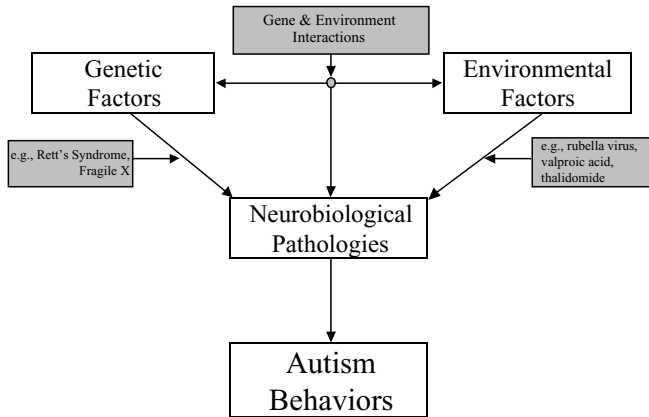 Gene & Environment
Interactions
Genetic
Factors
Environmental
Factors
e.g., Rett's Syndrome,
Fragile X
e.g., rubella virus,
valproic acid,
thalidomide
Neurobiological
Pathologies
Autism
Behaviors